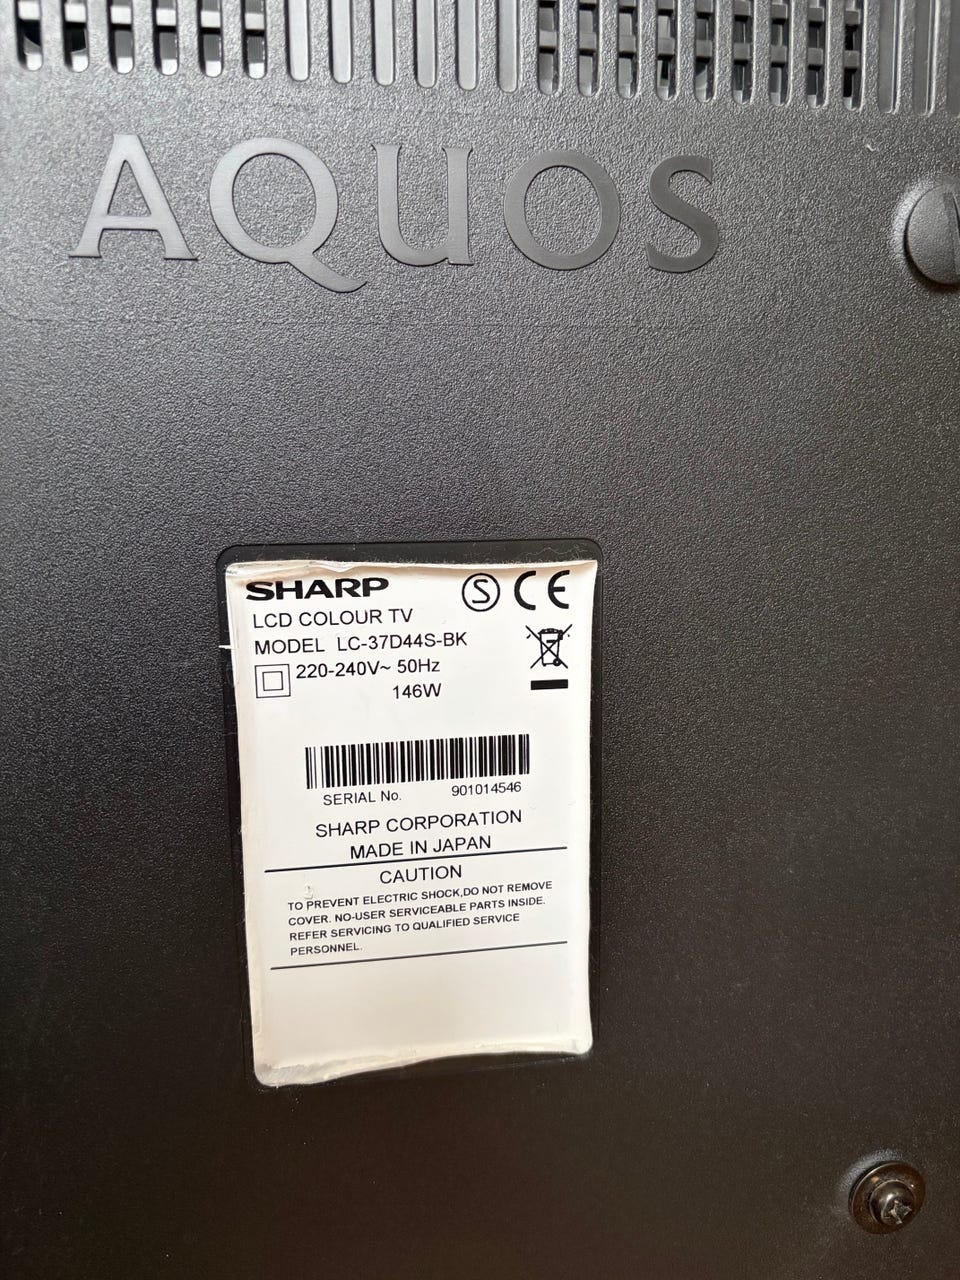 AQUOS
SHARP
S CE
LCD COLOUR TV
MODEL LC-37D44S-BK
220-240V~ 50Hz
146W
SERIAL No. 901014546
SHARP CORPORATION
MADE IN JAPAN
CAUTION
TO PREVENT ELECTRIC SHOCK,DO NOT REMOVE
COVER. NO-USER SERVICEABLE PARTS INSIDE.
REFER SERVICING TO QUALIFIED SERVICE
PERSONNEL.